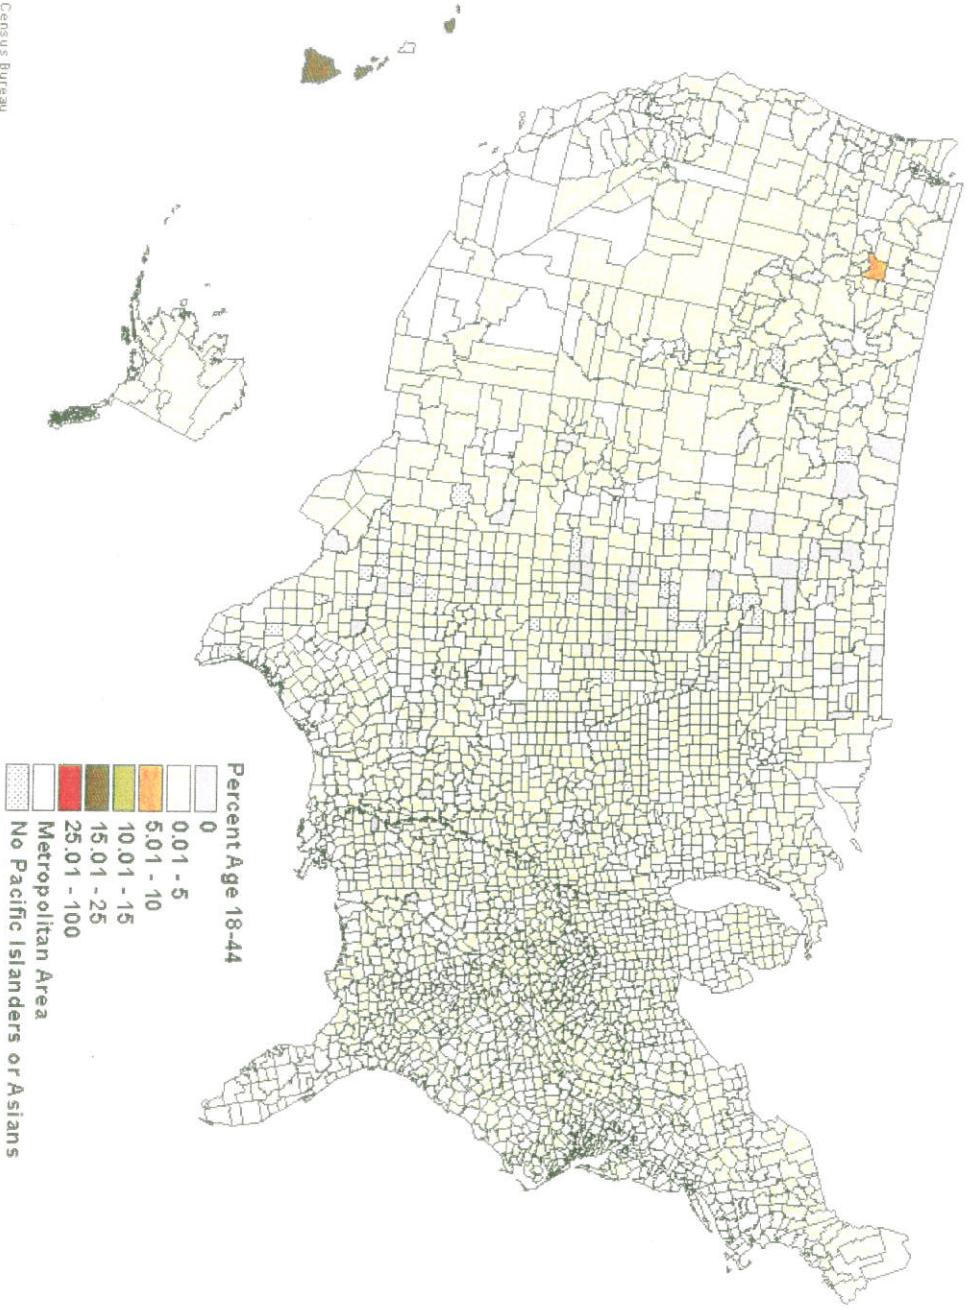 Percent Age 18-44
0
0.01 - 5
5.01 - 10
10.01 - 15
15.01 - 25
25.01 - 100
Metropolitan Area
No Pacific Islanders or Asians
Census Bureau